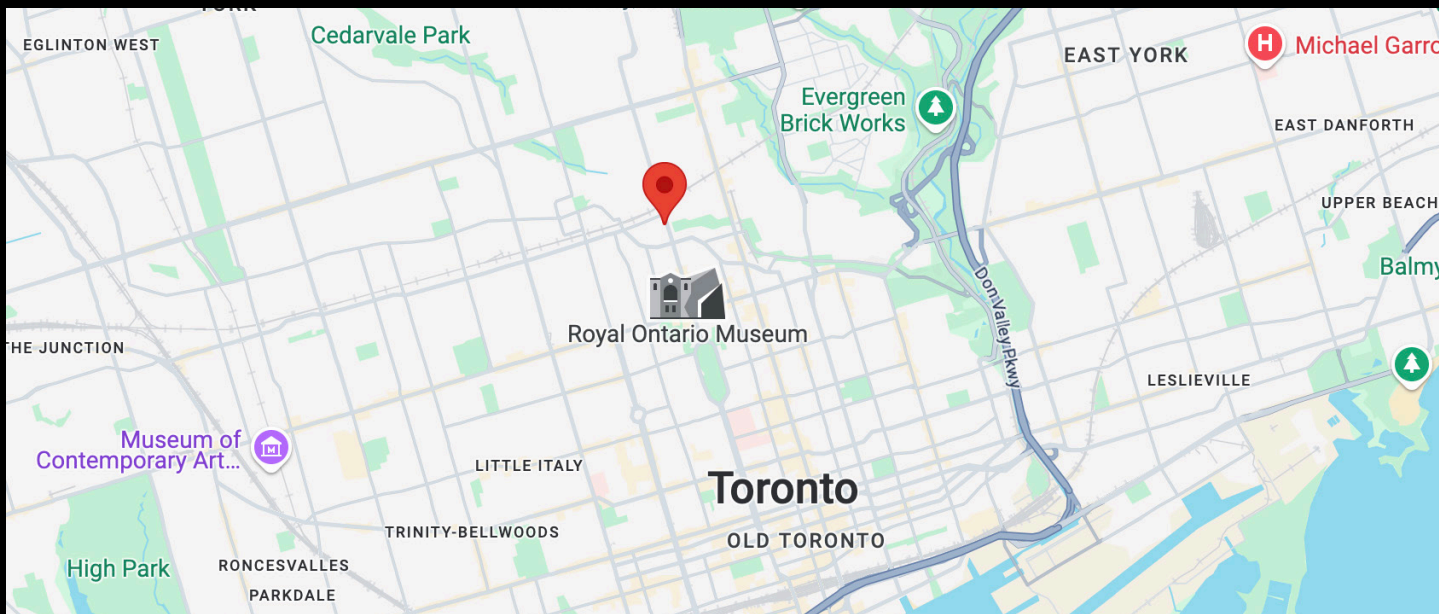 YORK
EGLINTON WEST
Cedarvale Park
EAST YORK
H
Michael Garro
Evergreen
Brick Works
EAST DANFORTH
UPPER BEACH
Balmy
Royal Ontario Museum
Don Valley Pkwy
THE JUNCTION
LESLIEVILLE
Museum of
Contemporary Art...
M
LITTLE ITALY
Toronto
TRINITY-BELLWOODS
OLD TORONTO
High Park
RONCESVALLES
PARKDALE